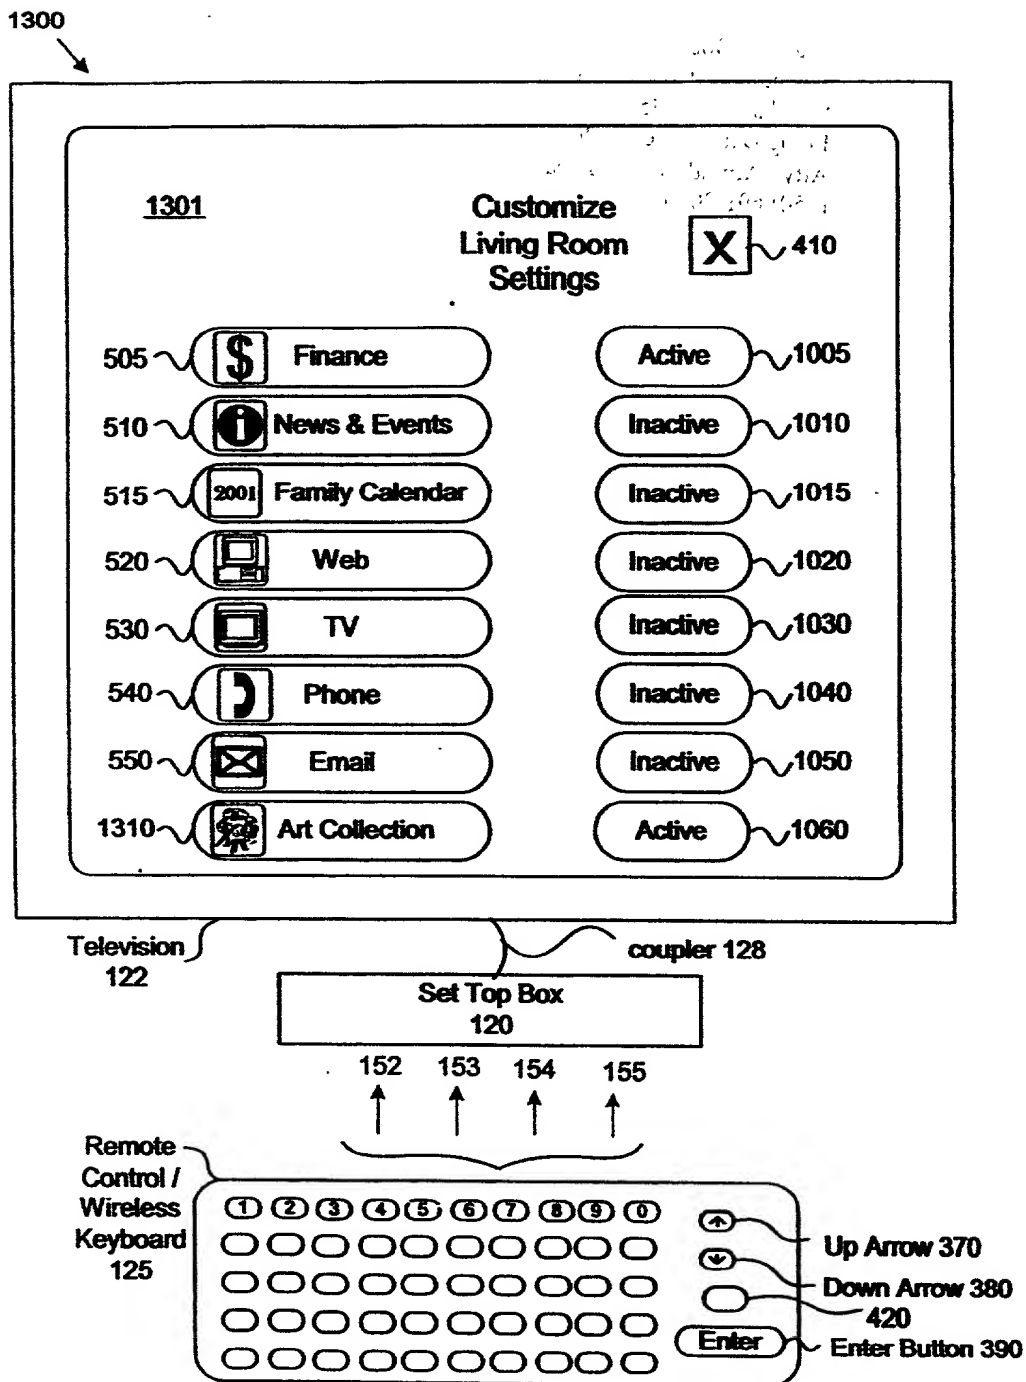 1300
1301
Customize
Living Room
Settings
X
410
505
$
Finance
Active
1005
510
i
News & Events
Inactive
1010
515
2001
Family Calendar
Inactive
1015
520
Web
Inactive
1020
530
TV
Inactive
1030
540
Phone
Inactive
1040
550
Email
Inactive
1050
1310
Art Collection
Active
1060
Television
122
coupler 128
Set Top Box
120
152 153 154 155
Remote
Control /
Wireless
Keyboard
125
1 2 3 4 5 6 7 8 9 0
Up Arrow 370
Down Arrow 380
420
Enter
Enter Button 390